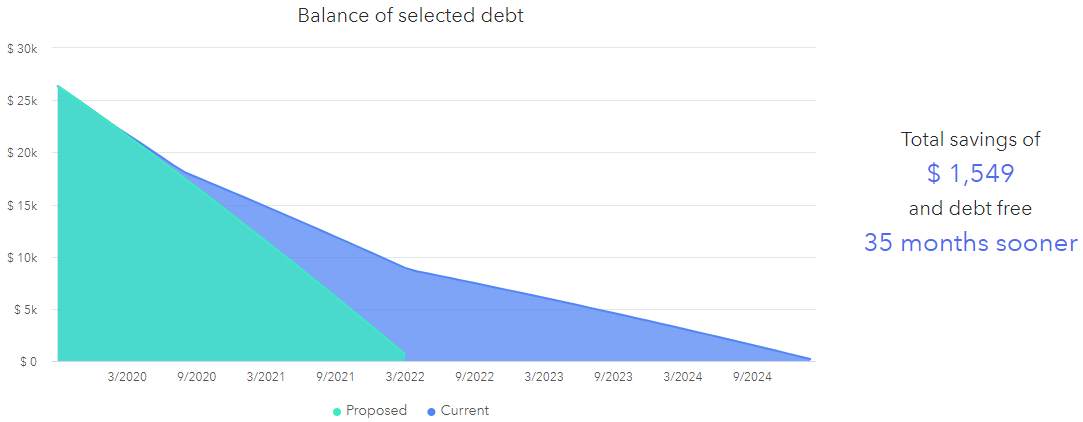 Balance of selected debt
$ 30k
$ 25k
$ 20k
$ 15k
$ 10k
$ 5k
$ 0
3/2020 9/2020 3/2021 9/2021 3/2022 9/2022 3/2023 9/2023 3/2024 9/2024
Proposed Current
Total savings of
$ 1,549
and debt free
35 months sooner